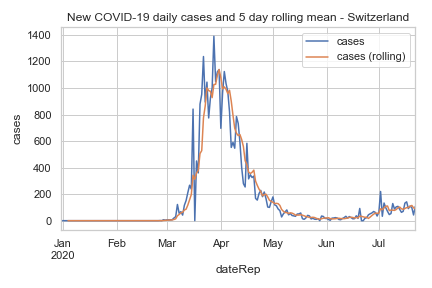 New COVID-19 daily cases and 5 day rolling mean - Switzerland
cases
cases (rolling)
1400
1200
1000
800
600
400
200
0
cases
Jan
2020
Feb
Mar
Apr
May
Jun
Jul
dateRep